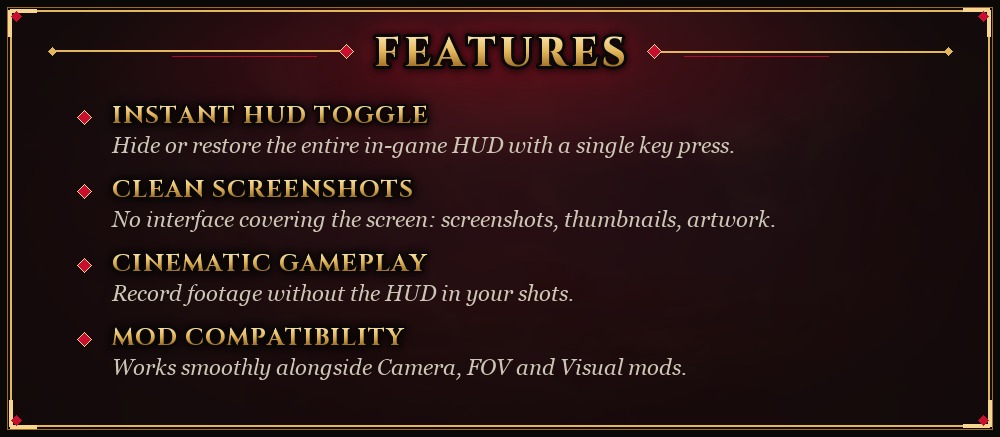 FEATURES
INSTANT HUD TOGGLE
Hide or restore the entire in-game HUD with a single key press.
CLEAN SCREENSHOTS
No interface covering the screen: screenshots, thumbnails, artwork.
CINEMATIC GAMEPLAY
Record footage without the HUD in your shots.
MOD COMPATIBILITY
Works smoothly alongside Camera, FOV and Visual mods.